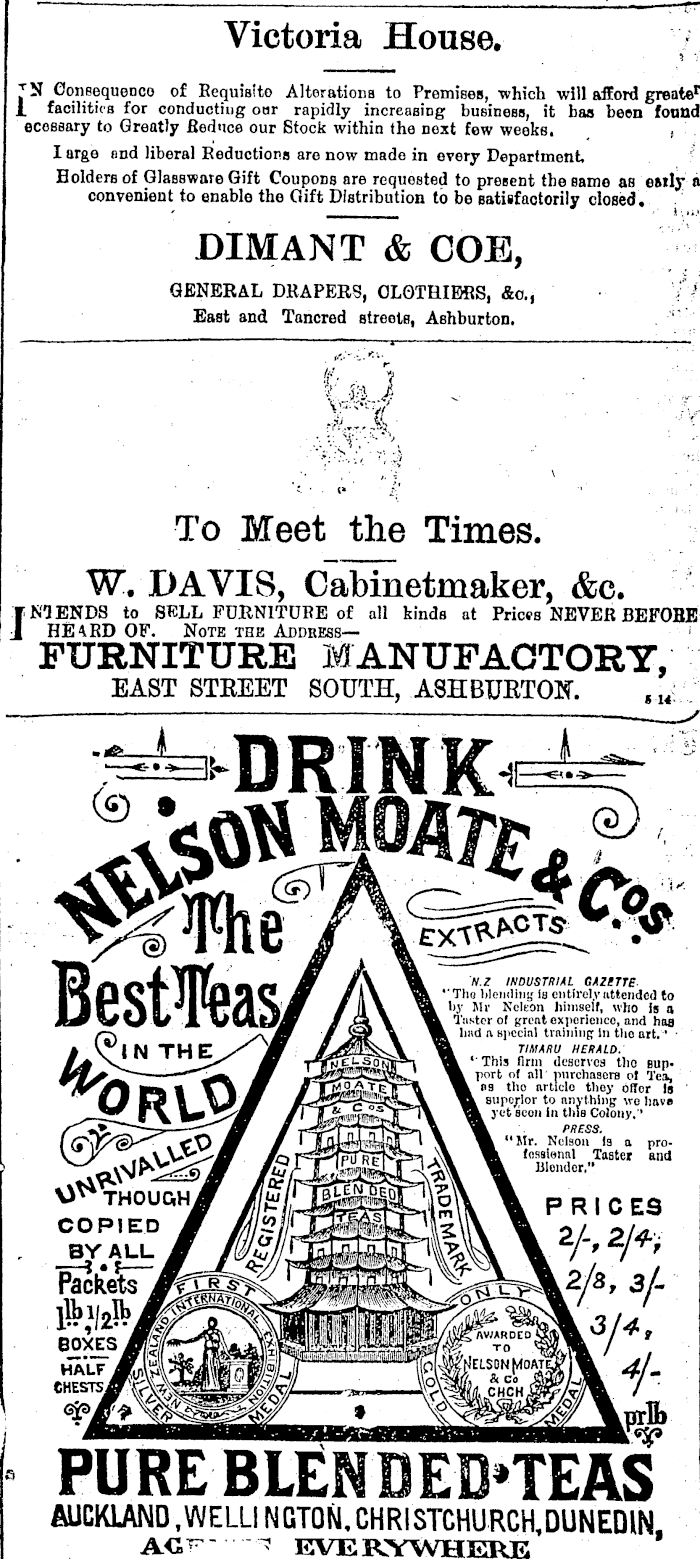 Victoria House.
IN Consequence of Requisite Alterations to Premises, which will afford greater
facilities for conducting our rapidly increasing business, it has been found
ecessary to Greatly Reduce our Stock within the next few weeks.
Large and liberal Reductions are now made in every Department.
Holders of Glassware Gift Coupons are requested to present the same as early a
convenient to enable the Gift Distribution to be satisfactorily closed.
DIMANT & COE,
GENERAL DRAPERS, CLOTHIERS, &c.,
East and Tancred streets, Ashburton.
To Meet the Times.
W. DAVIS, Cabinetmaker, &c.
INTENDS to SELL FURNITURE of all kinds at Prices NEVER BEFORE
HEARD OF. NOTE THE ADDRESS—
FURNITURE MANUFACTORY,
EAST STREET SOUTH, ASHBURTON.
5 14
DRINK
NELSON MOATE & Cos.
The
Best Teas
IN THE
WORLD
UNRIVALLED
THOUGH
COPIED
BY ALL
Packets
1lb, 1/2lb
BOXES
HALF
CHESTS
EXTRACTS
N.Z INDUSTRIAL GAZETTE.
"The blending is entirely attended to
by Mr Nelson himself, who is a
Taster of great experience, and has
had a special training in the art."
TIMARU HERALD.
"This firm deserves the sup-
port of all purchasers of Tea,
as the article they offer is
superior to anything we have
yet seen in this Colony."
PRESS.
"Mr. Nelson is a pro-
fessional Taster and
Blender."
PRICES
2/-, 2/4,
2/8, 3/-
3/4,
4/-
prlb
NELSON
MOATE
& Cos
PURE
BLENDED
TEAS
REGISTERED
TRADEMARK
FIRST
SILVER MEDAL
NEW ZEALAND INTERNATIONAL EXHIBITION
ONLY
GOLD MEDAL
AWARDED
TO
NELSON MOATE
& Co
CHCH
PURE BLENDED TEAS
AUCKLAND, WELLINGTON, CHRISTCHURCH, DUNEDIN,
EVERYWHERE